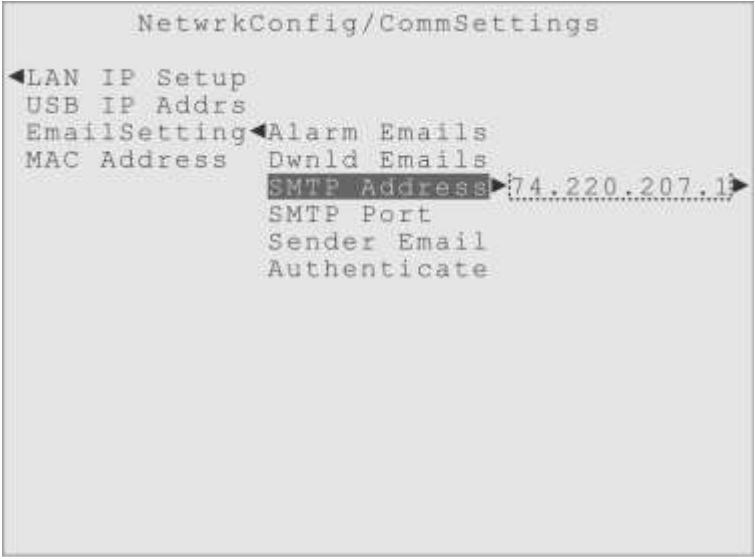 NetwrkConfig/CommSettings
LAN IP Setup
USB IP Addrs
EmailSetting Alarm Emails
MAC Address Dwnld Emails
SMTP Address 74.220.207.1
SMTP Port
Sender Email
Authenticate